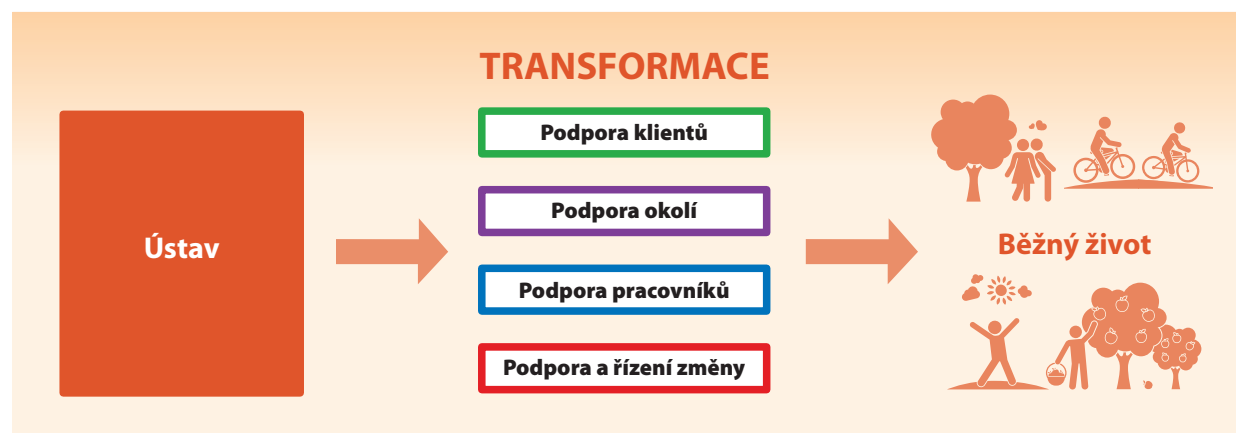 TRANSFORMACE
Ústav
Podpora klientů
Podpora okolí
Podpora pracovníků
Podpora a řízení změny
Běžný život